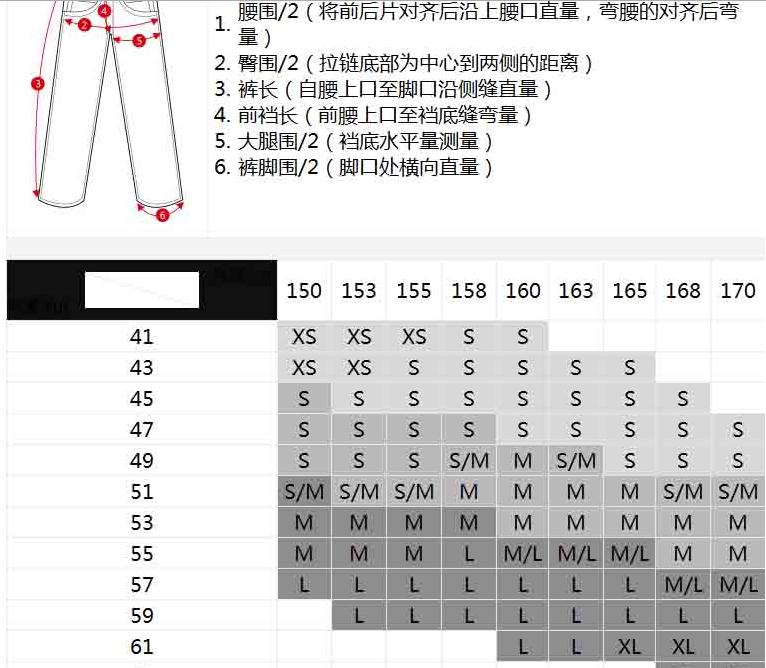 4
2
5
3
6
1. 腰围/2（将前后片对齐后沿上腰口直量，弯腰的对齐后弯
量）
2. 臀围/2（拉链底部为中心到两侧的距离）
3. 裤长（自腰上口至脚口沿侧缝直量）
4. 前裆长（前腰上口至裆底缝弯量）
5. 大腿围/2（裆底水平量测量）
6. 裤脚围/2（脚口处横向直量）
150 153 155 158 160 163 165 168 170
41 XS XS XS S S
43 XS XS S S S S S
45 S S S S S S S S
47 S S S S S S S S S
49 S S S S/M M S/M S S S
51 S/M S/M S/M M M M M S/M S/M
53 M M M M M M M M M
55 M M M L M/L M/L M/L M M
57 L L L L L L L M/L M/L
59 L L L L L L L L
61 L L XL XL XL